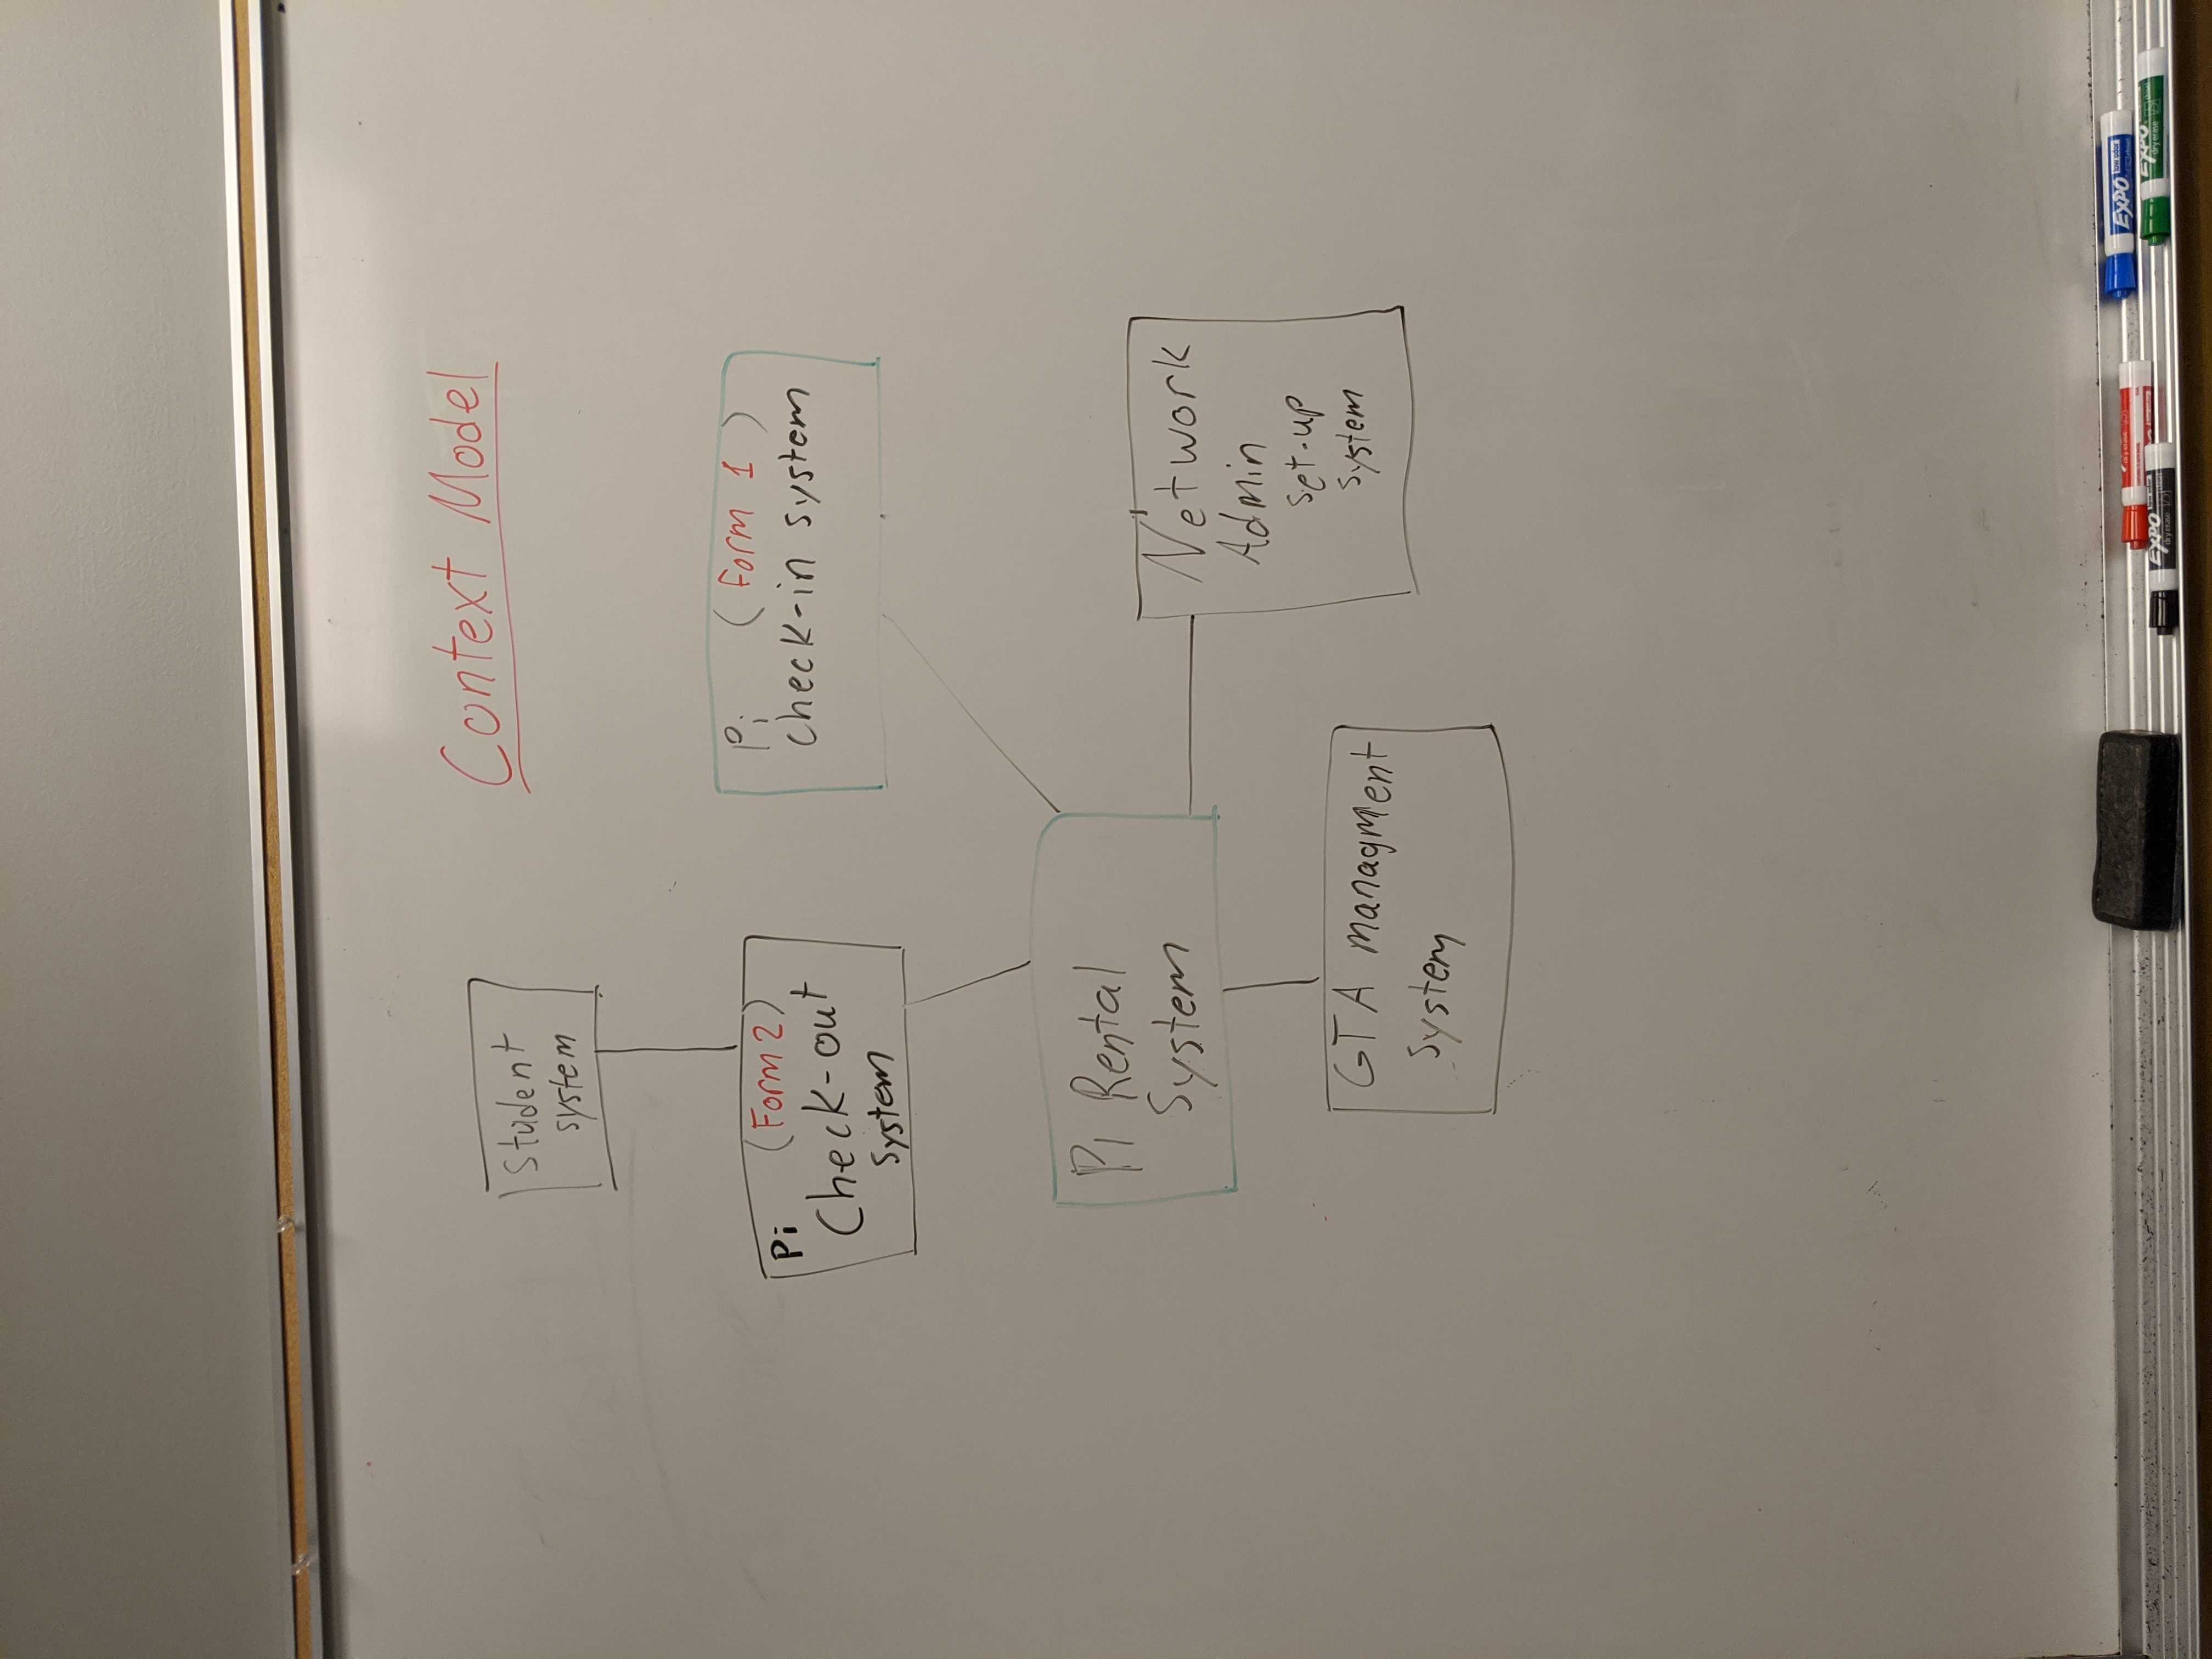 Context Model
Student
system
Pi (Form 2)
Check-out
system
Pi (Form 1)
check-in system
Pi Rental
System
Network
Admin
set-up
system
GTA managment
system
EXPO low odor
dry erase
EXPO low odor
dry erase
EXPO
dry erase